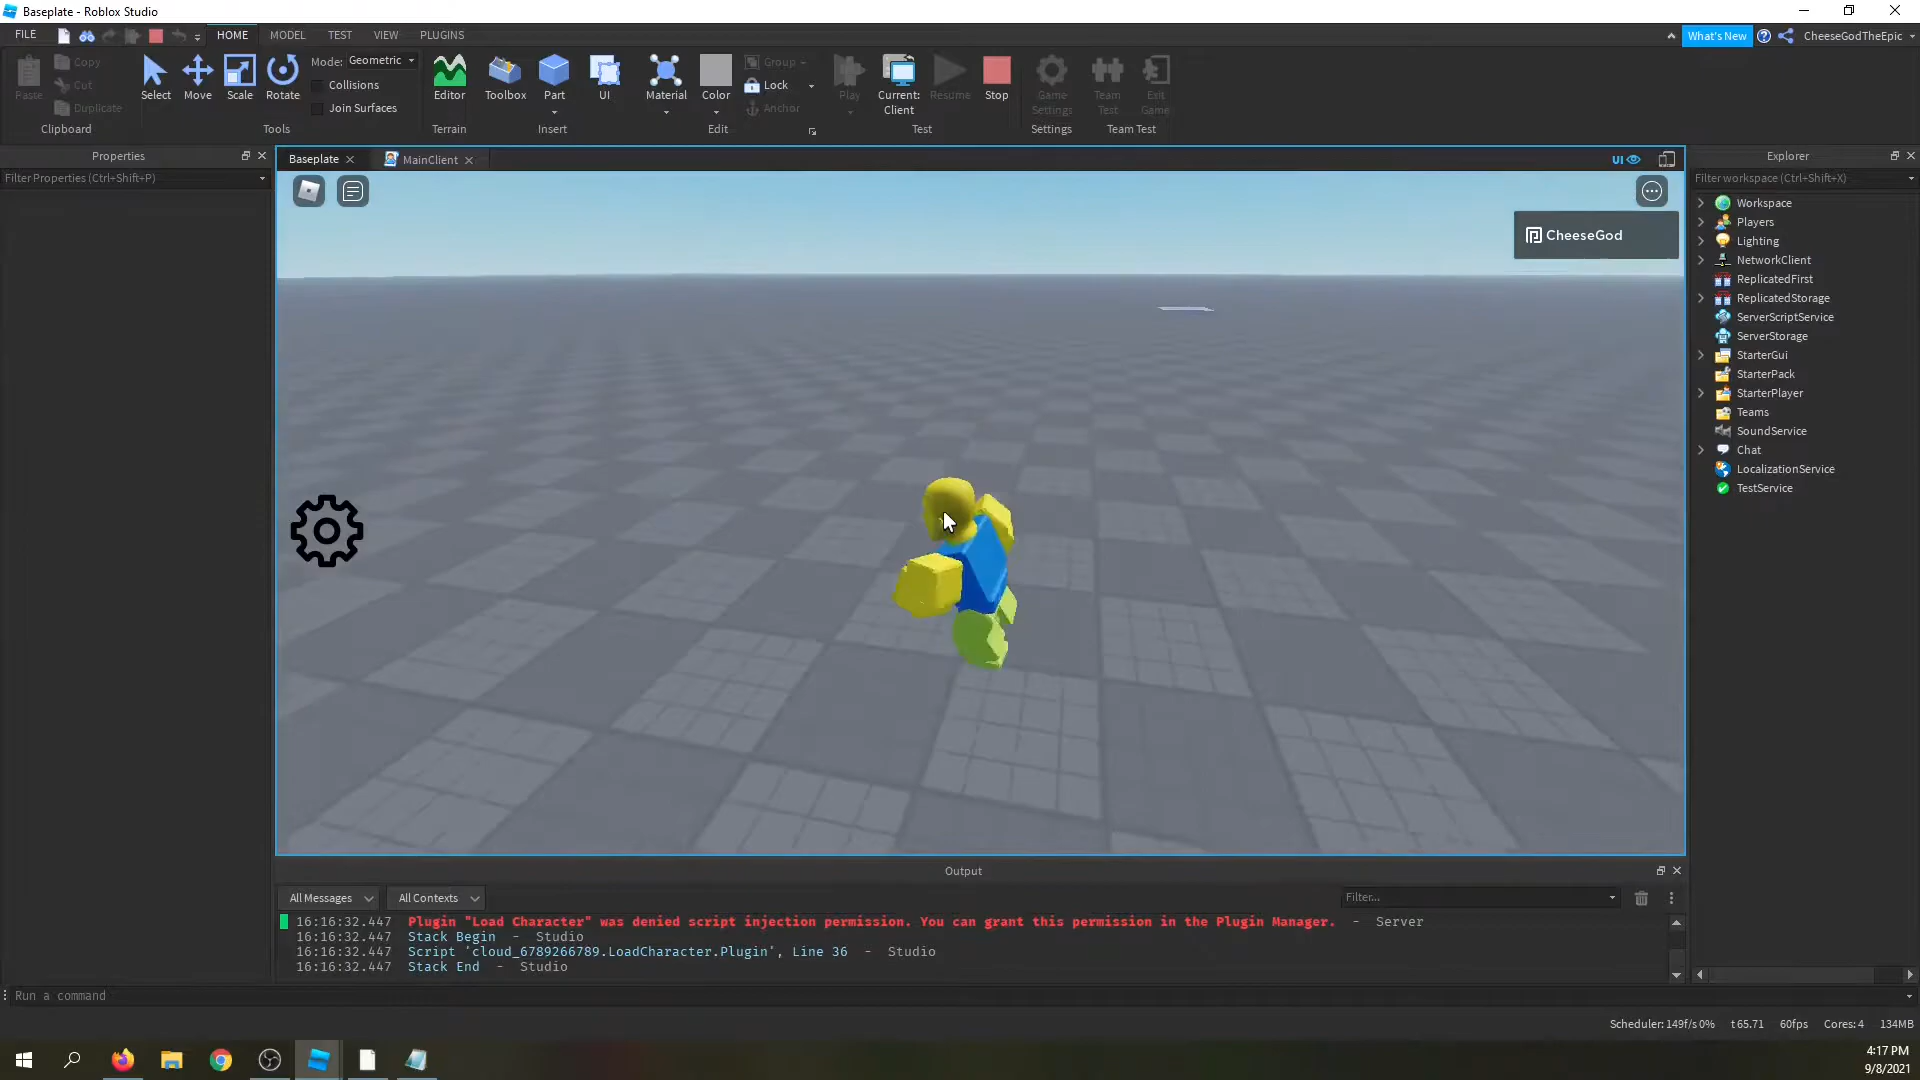 Baseplate - Roblox Studio
FILE HOME MODEL TEST VIEW PLUGINS What's New CheeseGodTheEpic
Paste Copy Cut Duplicate
Clipboard
Select Move Scale Rotate
Mode: Geometric
Collisions
Join Surfaces
Tools
Editor
Terrain
Toolbox Part UI
Insert
Material Color
Group
Lock
Anchor
Edit
Play Current: Client Resume Stop
Test
Game Settings
Settings
Team Test Exit Game
Team Test
Properties
Filter Properties (Ctrl+Shift+P)
Baseplate MainClient UI
CheeseGod
Explorer
Filter workspace (Ctrl+Shift+X)
Workspace
Players
Lighting
NetworkClient
ReplicatedFirst
ReplicatedStorage
ServerScriptService
ServerStorage
StarterGui
StarterPack
StarterPlayer
Teams
SoundService
Chat
LocalizationService
TestService
Output
All Messages All Contexts Filter...
16:16:32.447 Plugin "Load Character" was denied script injection permission. You can grant this permission in the Plugin Manager. - Server
16:16:32.447 Stack Begin - Studio
16:16:32.447 Script 'cloud_6789266789.LoadCharacter.Plugin', Line 36 - Studio
16:16:32.447 Stack End - Studio
Run a command
Scheduler: 149f/s 0% t 65.71 60fps Cores: 4 134MB
4:17 PM
9/8/2021